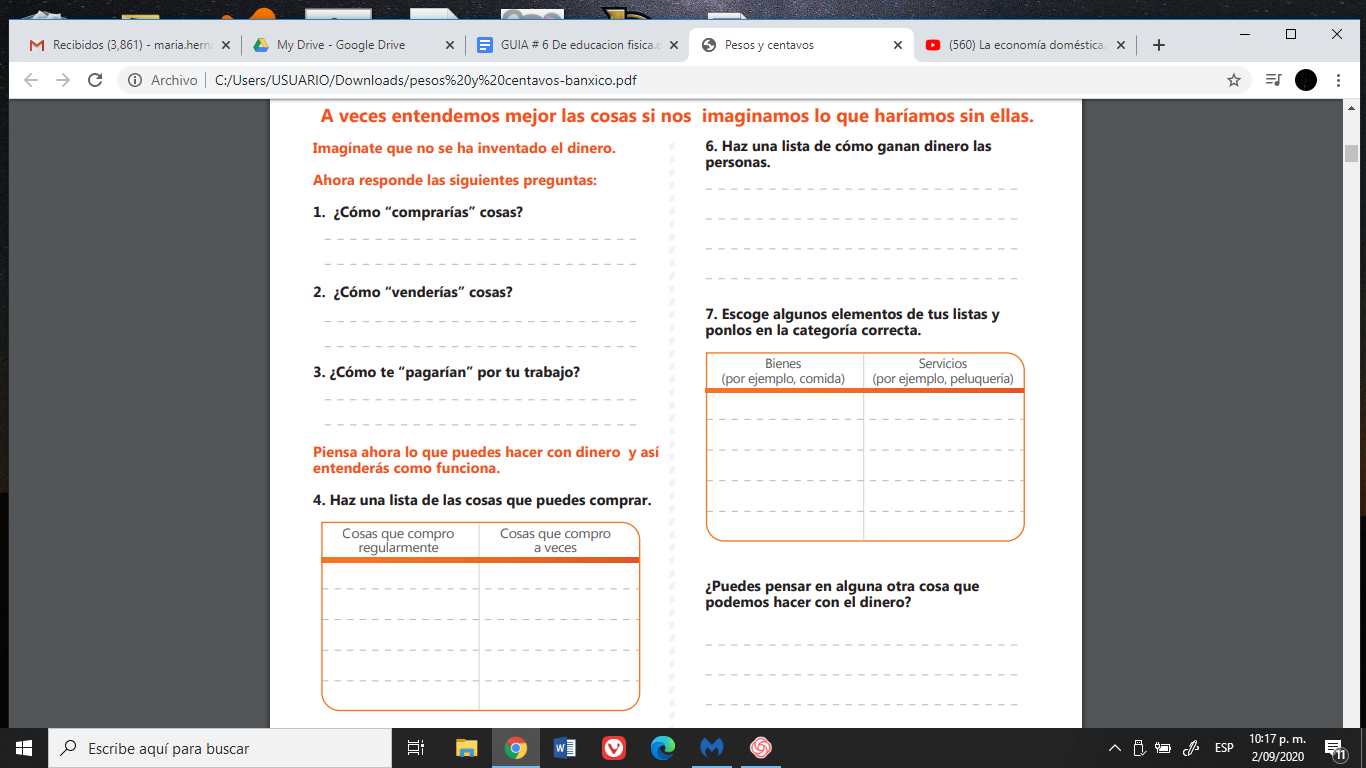 Recibidos (3,861) - maria.hern
My Drive - Google Drive
GUIA # 6 De educacion fisica.
Pesos y centavos
(560) La economía doméstica.
Archivo
C:/Users/USUARIO/Downloads/pesos%20y%20centavos-banxico.pdf
A veces entendemos mejor las cosas si nos imaginamos lo que haríamos sin ellas.
Imagínate que no se ha inventado el dinero.
Ahora responde las siguientes preguntas:
1. ¿Cómo “comprarías” cosas?
2. ¿Cómo “venderías” cosas?
3. ¿Cómo te “pagarían” por tu trabajo?
Piensa ahora lo que puedes hacer con dinero y así
entenderás como funciona.
4. Haz una lista de las cosas que puedes comprar.
Cosas que compro
regularmente
Cosas que compro
a veces
6. Haz una lista de cómo ganan dinero las
personas.
7. Escoge algunos elementos de tus listas y
ponlos en la categoría correcta.
Bienes
(por ejemplo, comida)
Servicios
(por ejemplo, peluquería)
¿Puedes pensar en alguna otra cosa que
podemos hacer con el dinero?
Escribe aquí para buscar
ESP
10:17 p. m.
2/09/2020
11